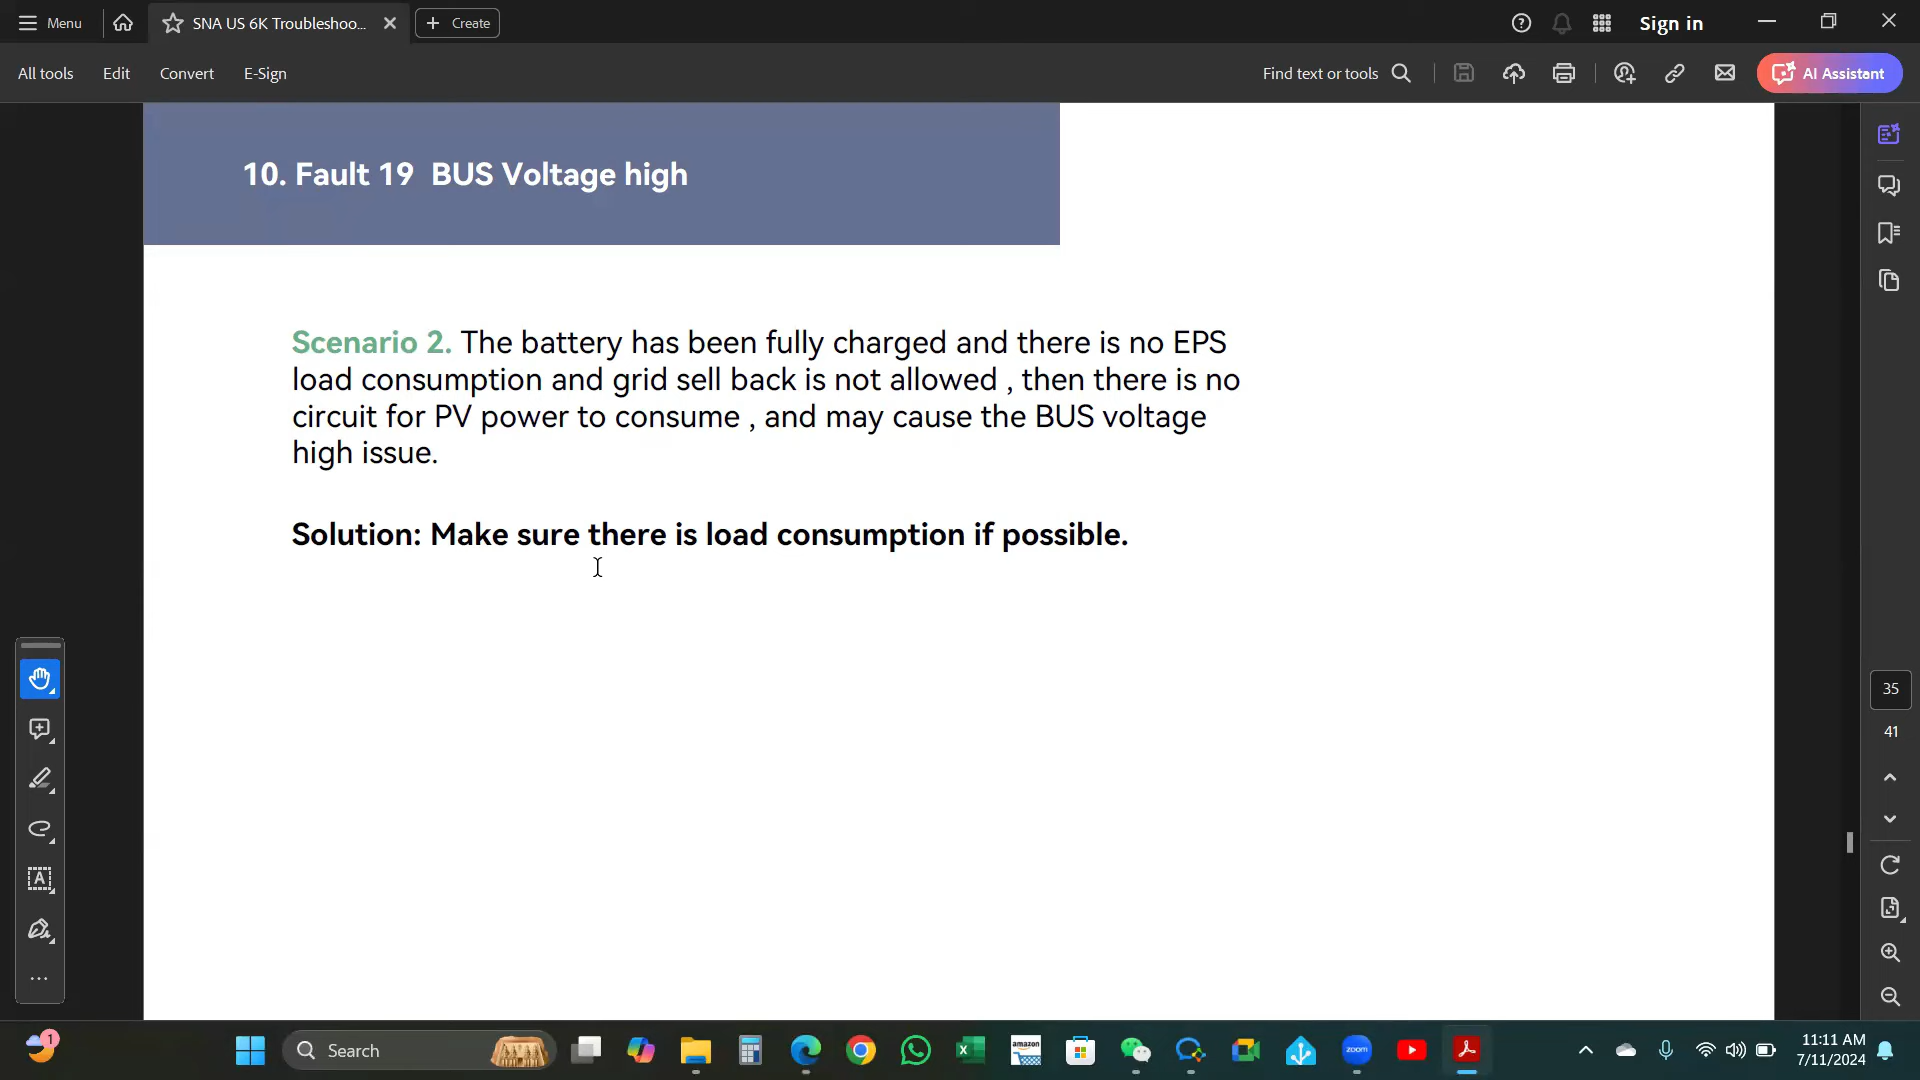 Menu
SNA US 6K Troubleshoo...
Create
Sign in
All tools
Edit
Convert
E-Sign
Find text or tools
AI Assistant
10. Fault 19 BUS Voltage high
Scenario 2. The battery has been fully charged and there is no EPS
load consumption and grid sell back is not allowed , then there is no
circuit for PV power to consume , and may cause the BUS voltage
high issue.
Solution: Make sure there is load consumption if possible.
35
41
1
Search
amazon
zoom
11:11 AM
7/11/2024